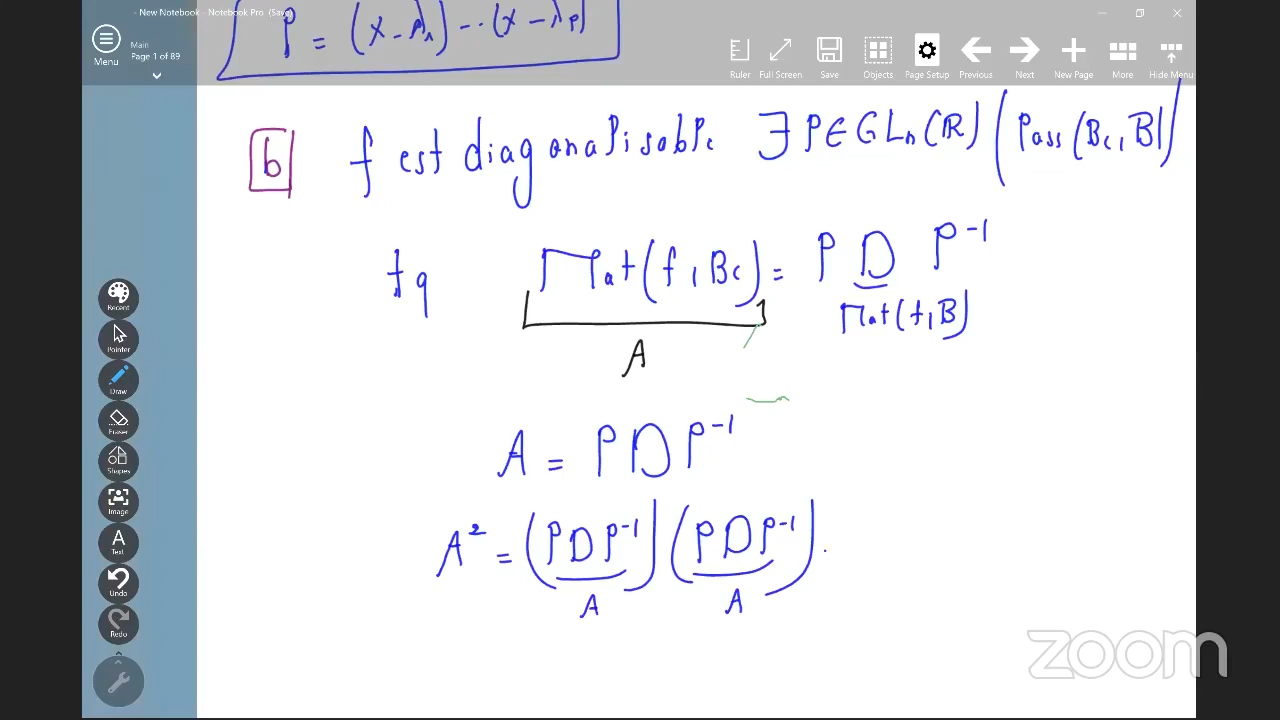 - New Notebook - Notebook Pro (Save)
Menu
Main
Page 1 of 89
Ruler Full Screen Save Objects Page Setup Previous Next New Page More Hide Menu
P = (X - λ₁) -- (X - λp)
b f est diagonalisable ∃ P ∈ GLn(ℝ) (Pass(Bc, B))
tq Mat(f, Bc) = P D P⁻¹
Mat(f, B)
A
A = P D P⁻¹
A² = (P D P⁻¹) (P D P⁻¹)
A A
Recent
Pointer
Draw
Eraser
Shapes
Image
Text
Undo
Redo
zoom